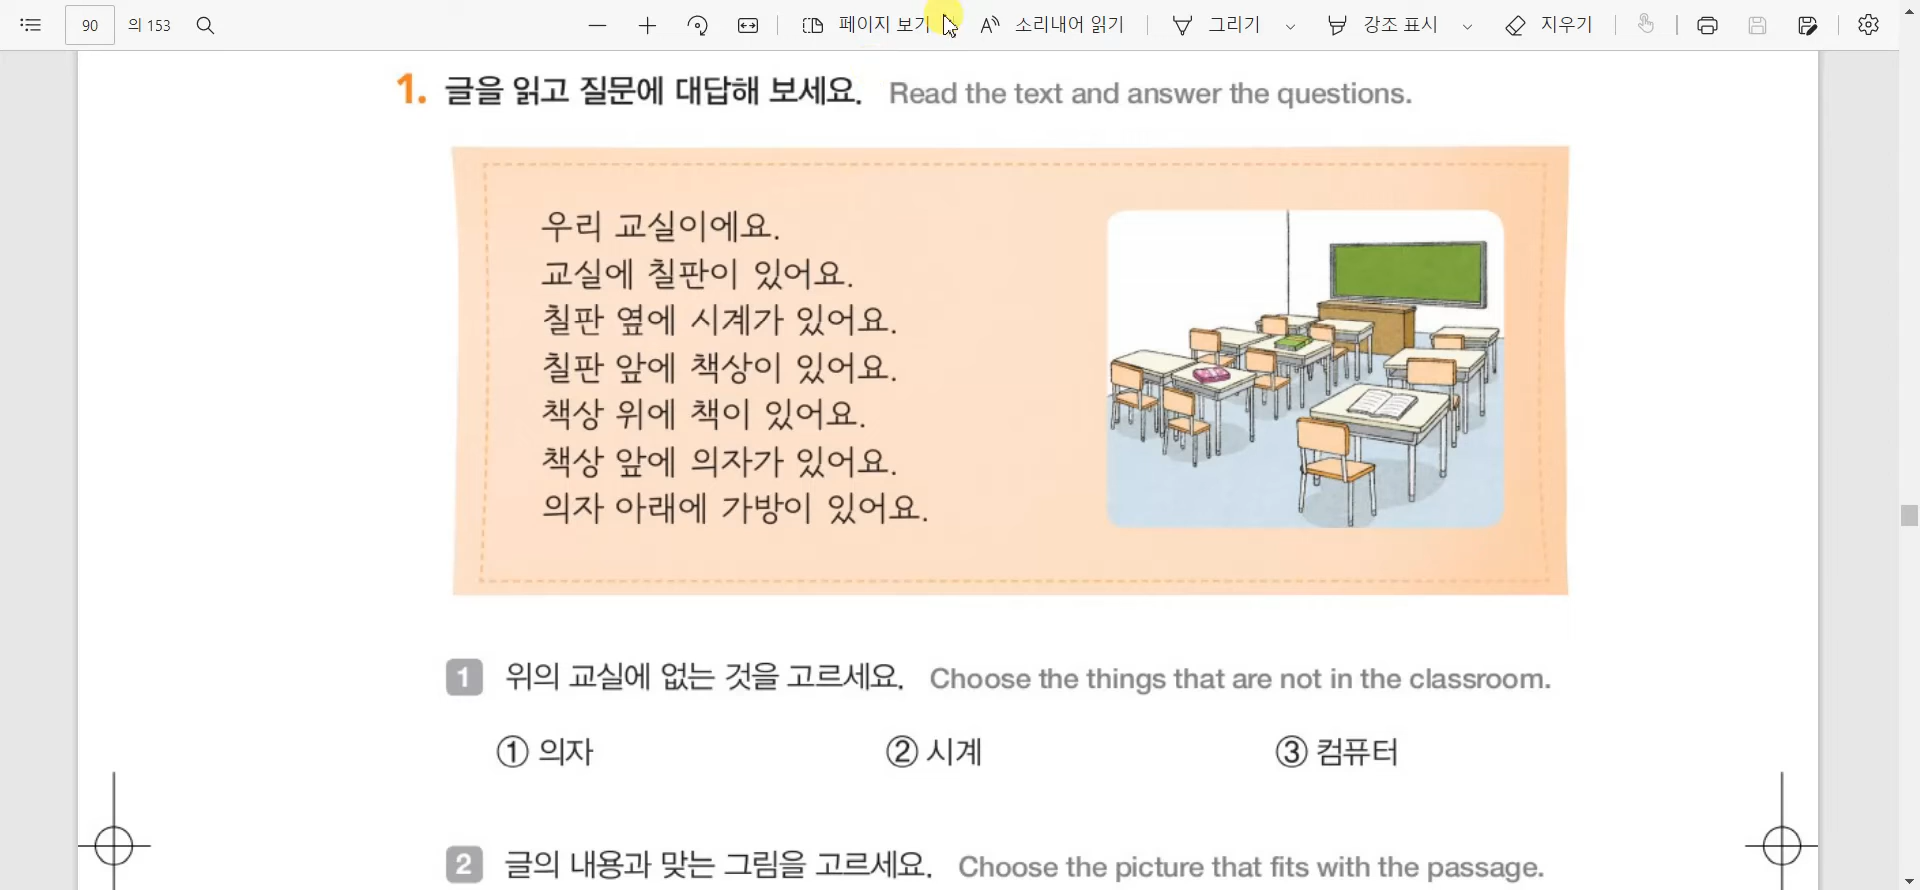 90 의 153 페이지 보기 소리내어 읽기 그리기 강조 표시 지우기
1. 글을 읽고 질문에 대답해 보세요. Read the text and answer the questions.
우리 교실이에요.
교실에 칠판이 있어요.
칠판 옆에 시계가 있어요.
칠판 앞에 책상이 있어요.
책상 위에 책이 있어요.
책상 앞에 의자가 있어요.
의자 아래에 가방이 있어요.
1 위의 교실에 없는 것을 고르세요. Choose the things that are not in the classroom.
① 의자 ② 시계 ③ 컴퓨터
2 글의 내용과 맞는 그림을 고르세요. Choose the picture that fits with the passage.